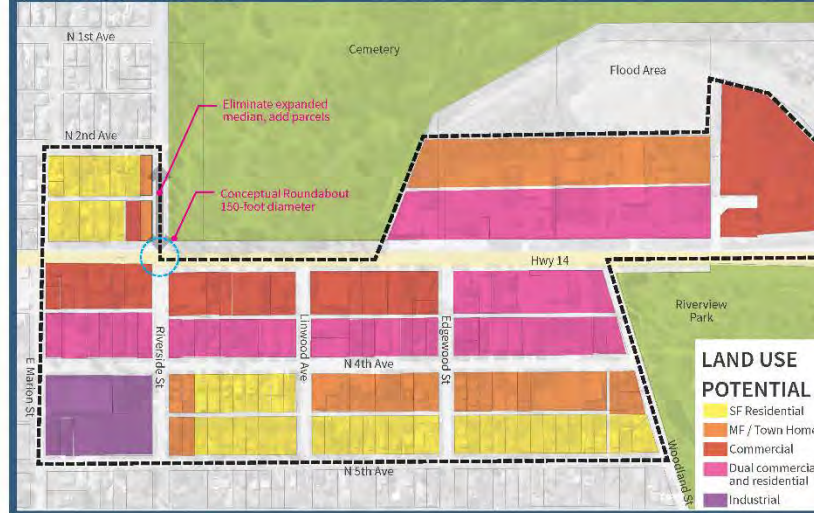 N 1st Ave
Cemetery
Flood Area
Eliminate expanded
median, add parcels
N 2nd Ave
Conceptual Roundabout
150-foot diameter
Hwy 14
Riverview
Park
E Marion St
Riverside St
Linwood Ave
Edgewood St
N 4th Ave
Woodland St
N 5th Ave
LAND USE
POTENTIAL
SF Residential
MF / Town Home
Commercial
Dual commercia
and residential
Industrial